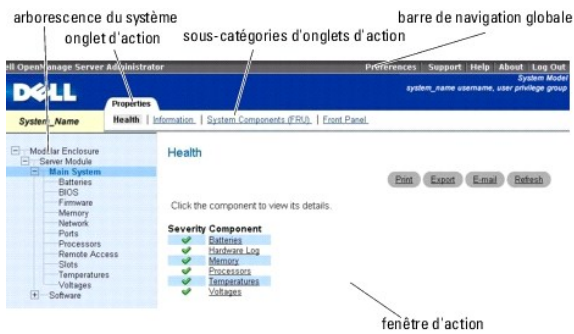 arborescence du système
barre de navigation globale
onglet d'action
sous-catégories d'onglets d'action
ell OpenManage Server Administrator
Preferences Support Help About Log Out
System Model
system_name username, user privilege group
DELL
Properties
System_Name
Health | Information | System Components (FRU) | Front Panel
Modular Enclosure
Server Module
Main System
Batteries
BIOS
Firmware
Memory
Network
Ports
Processors
Remote Access
Slots
Temperatures
Voltages
Software
Health
Print Export E-mail Refresh
Click the component to view its details.
Severity Component
Batteries
Hardware Log
Memory
Processors
Temperatures
Voltages
fenêtre d'action